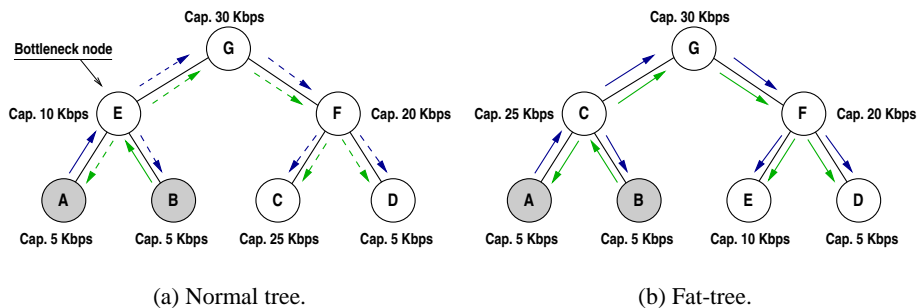 Cap. 30 Kbps
G
Bottleneck node
Cap. 10 Kbps
E
F
Cap. 20 Kbps
A
B
C
D
Cap. 5 Kbps
Cap. 5 Kbps
Cap. 25 Kbps
Cap. 5 Kbps
(a) Normal tree.
Cap. 30 Kbps
G
Cap. 25 Kbps
C
F
Cap. 20 Kbps
A
B
E
D
Cap. 5 Kbps
Cap. 5 Kbps
Cap. 10 Kbps
Cap. 5 Kbps
(b) Fat-tree.